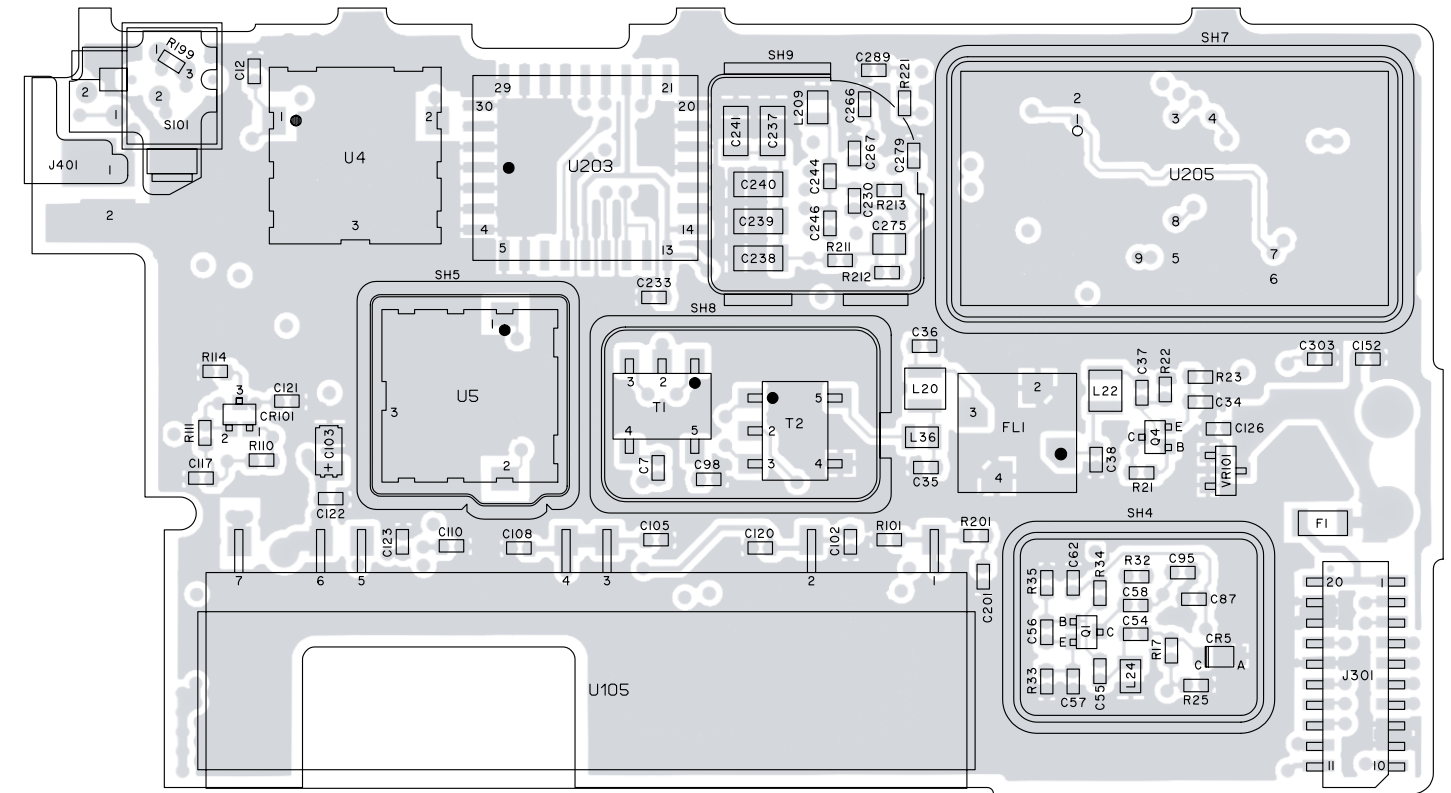 SH7
SH9
C289
R221
R199
1
3
2
S101
C12
2
1
J401
1
2
1
2
U4
3
29
21
30
20
U203
4
14
5
13
C241
C237
L209
C266
C267
C279
C244
C240
C230
R213
C239
C246
C275
R211
C238
R212
2
1
3
4
U205
8
9
5
7
6
SH5
C233
SH8
1
U5
3
2
3
2
T1
4
5
5
T2
2
3
4
C7
C98
C36
L20
L36
C35
2
3
FL1
4
L22
C37
R22
R23
C34
C303
C152
C
Q4
E
B
C126
C38
R21
VR101
R114
3
C121
CR101
R111
2
1
R110
C103
+
C117
C122
C123
C110
C108
C105
C120
C102
R101
R201
C201
7
6
5
4
3
2
1
SH4
F1
R35
C62
R34
R32
C95
C58
C87
C56
B
Q1
C
E
C54
R17
CR5
C
A
R33
C57
C55
L24
R25
20
1
J301
11
10
U105